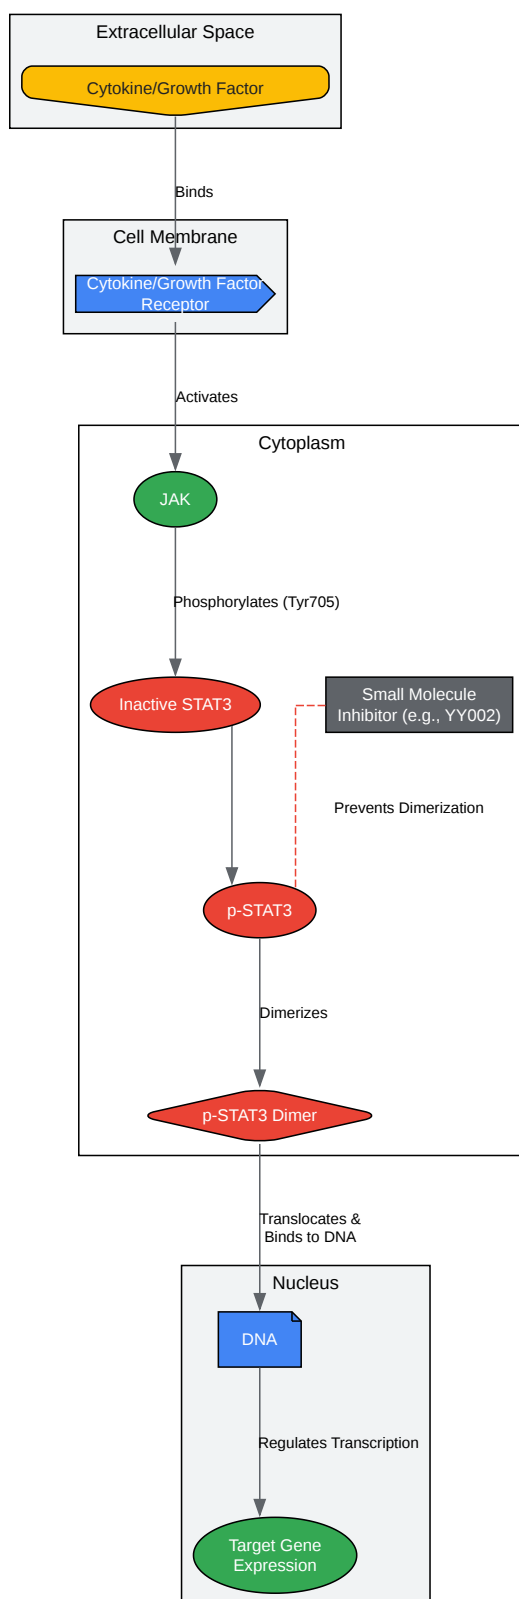 Extracellular Space
Cytokine/Growth Factor
Binds
Cell Membrane
Cytokine/Growth Factor
Receptor
Activates
Cytoplasm
JAK
Phosphorylates (Tyr705)
Inactive STAT3
Small Molecule
Inhibitor (e.g., YY002)
Prevents Dimerization
p-STAT3
Dimerizes
p-STAT3 Dimer
Translocates &
Binds to DNA
Nucleus
DNA
Regulates Transcription
Target Gene
Expression